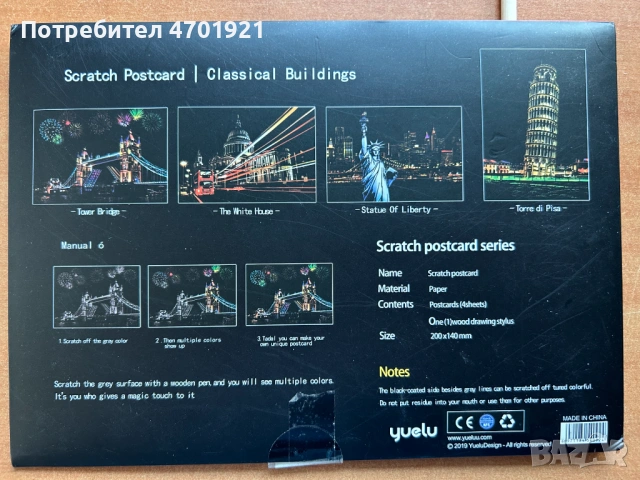 Потребител 4701921
Scratch Postcard | Classical Buildings
- Tower Bridge -
- The White House -
- Statue Of Liberty -
- Torre di Pisa -
Manual ó
1.Scratch off the gray color
2 .Then multiple colors
show up
3.Tada! you can make your
own unique postcard
Scratch the grey surface with a wooden pen,and you will see multiple colors.
It's you who gives a magic touch to it
Scratch postcard series
Name Scratch postcard
Material Paper
Contents Postcards (4sheets)
One (1)wood drawing stylus
Size 200x140mm
Notes
The black-coated side besides gray lines can be scratched off tured colorful.
Do not put residue into your mouth or use then for other purposes.
yuelu
CE
www.yueluu.com
© 2019 YueluDesign - All rights reserved
MADE IN CHINA
BAZAR